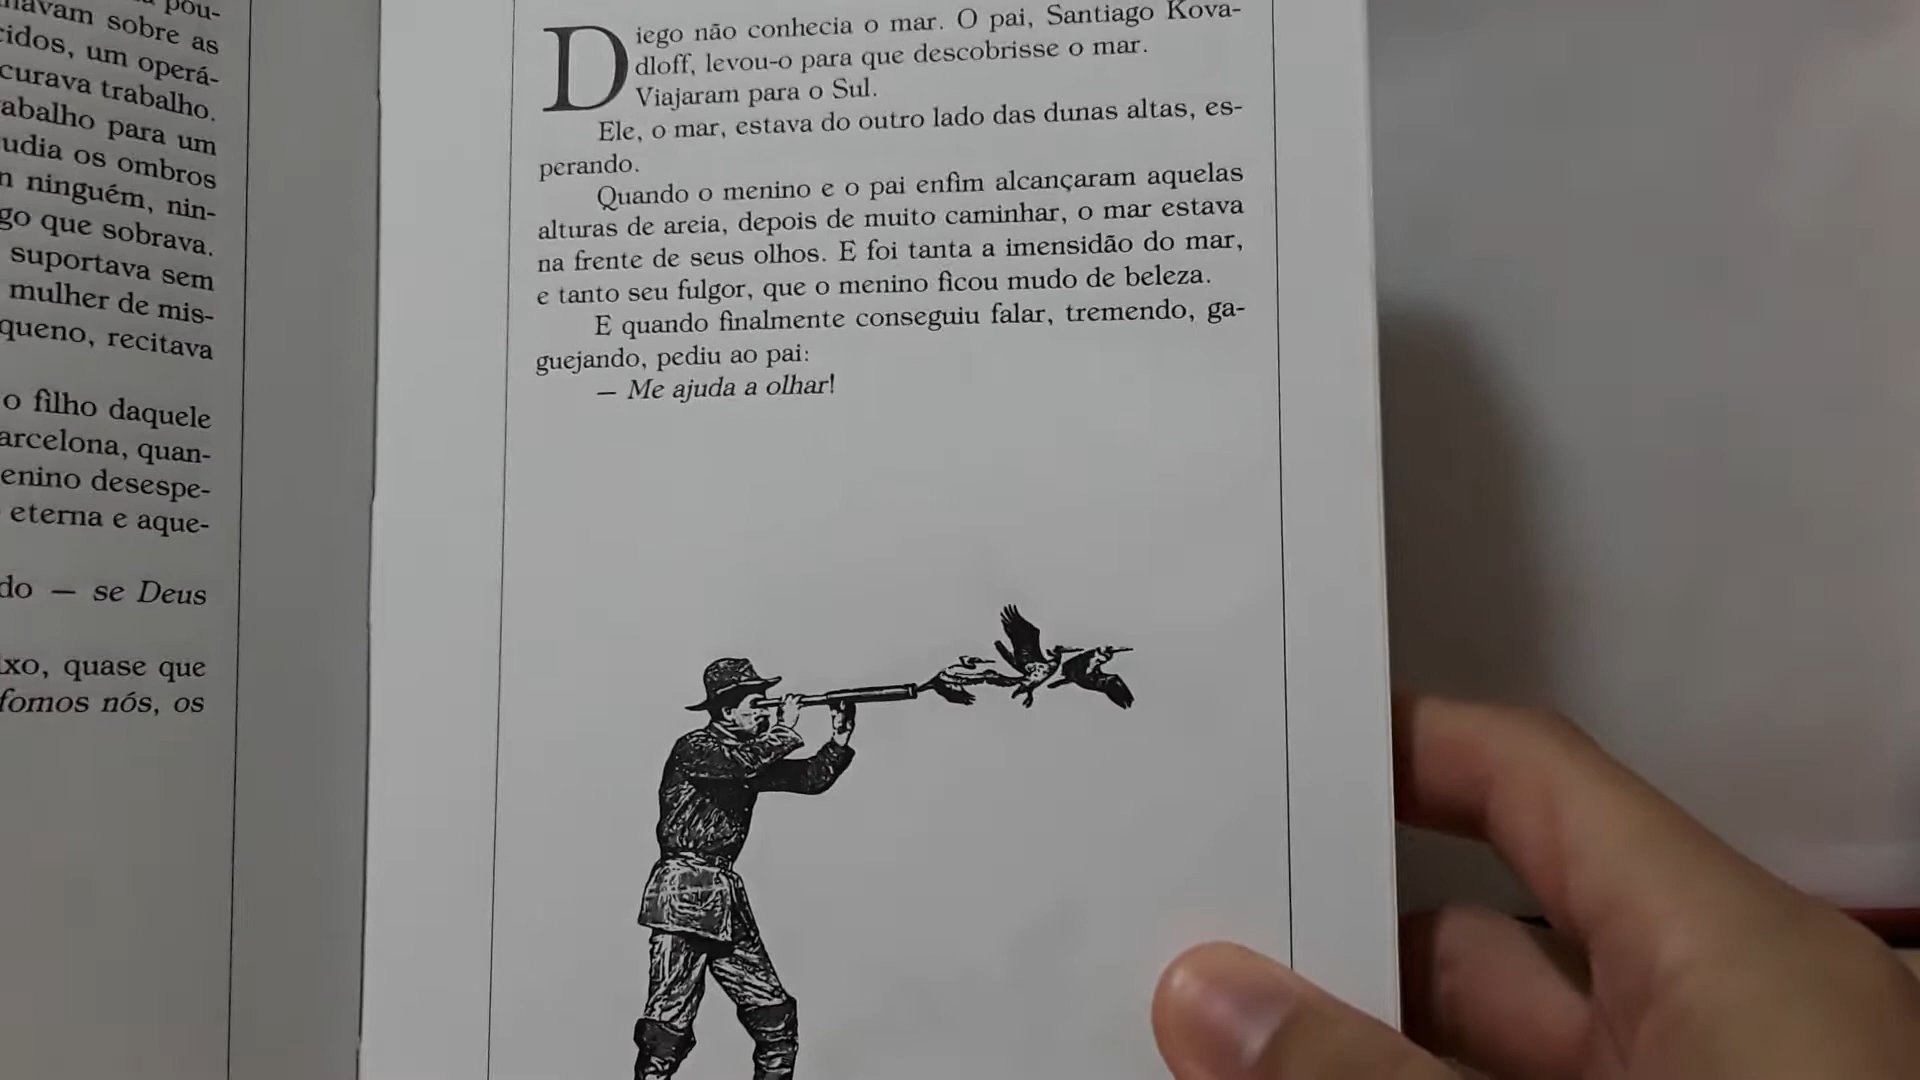 pou-
navam sobre as
cidos, um operá-
curava trabalho.
abalho para um
udia os ombros
n ninguém, nin-
go que sobrava.
suportava sem
mulher de mis-
queno, recitava
o filho daquele
arcelona, quan-
enino desespe-
eterna e aque-
do — se Deus
ixo, quase que
fomos nós, os
Diego não conhecia o mar. O pai, Santiago Kova-
dloff, levou-o para que descobrisse o mar.
Viajaram para o Sul.
Ele, o mar, estava do outro lado das dunas altas, es-
perando.
Quando o menino e o pai enfim alcançaram aquelas
alturas de areia, depois de muito caminhar, o mar estava
na frente de seus olhos. E foi tanta a imensidão do mar,
e tanto seu fulgor, que o menino ficou mudo de beleza.
E quando finalmente conseguiu falar, tremendo, ga-
guejando, pediu ao pai:
— Me ajuda a olhar!